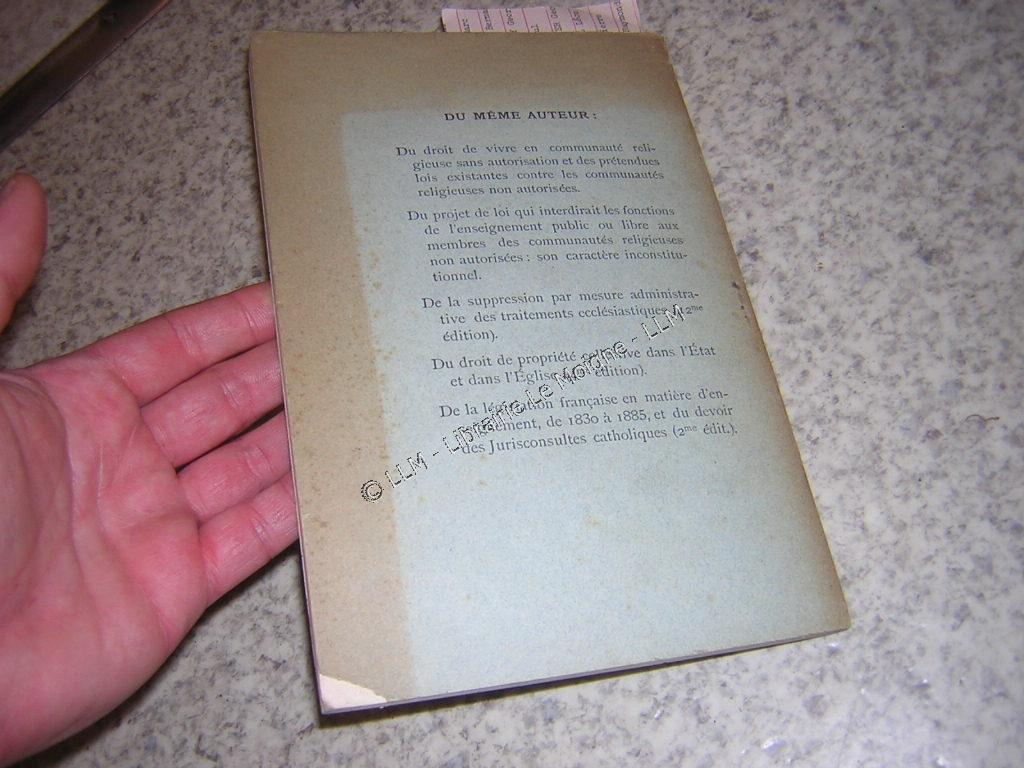 DU MÊME AUTEUR :
Du droit de vivre en communauté reli-
gieuse sans autorisation et des prétendues
lois existantes contre les communautés
religieuses non autorisées.
Du projet de loi qui interdirait les fonctions
de l'enseignement public ou libre aux
membres des communautés religieuses
non autorisées : son caractère inconstitu-
tionnel.
De la suppression par mesure administra-
tive des traitements ecclésiastiques (2me
édition).
Du droit de propriété dans l'État
et dans l'Église édition).
De la législation française en matière d'en-
seignement, de 1830 à 1885, et du devoir
des Jurisconsultes catholiques (2me édit.).
© LLM - Librairie Le Moigne - LLM